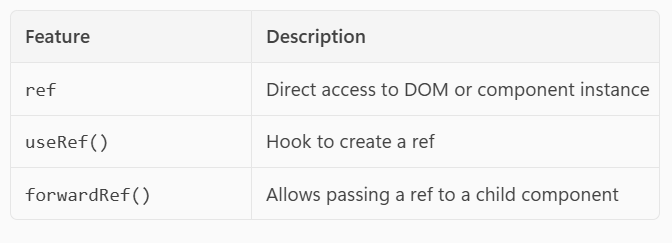 Feature Description
ref Direct access to DOM or component instance
useRef() Hook to create a ref
forwardRef() Allows passing a ref to a child component